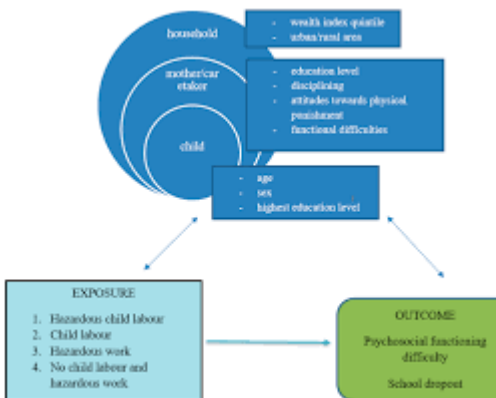 household
- wealth index quintile
- urban/rural area
mother/car
etaker
- education level
- disciplining
- attitudes towards physical
punishment
- functional difficulties
child
- age
- sex
- highest education level
EXPOSURE
1. Hazardous child labour
2. Child labour
3. Hazardous work
4. No child labour and
hazardous work
OUTCOME
Psychosocial functioning
difficulty
School dropout